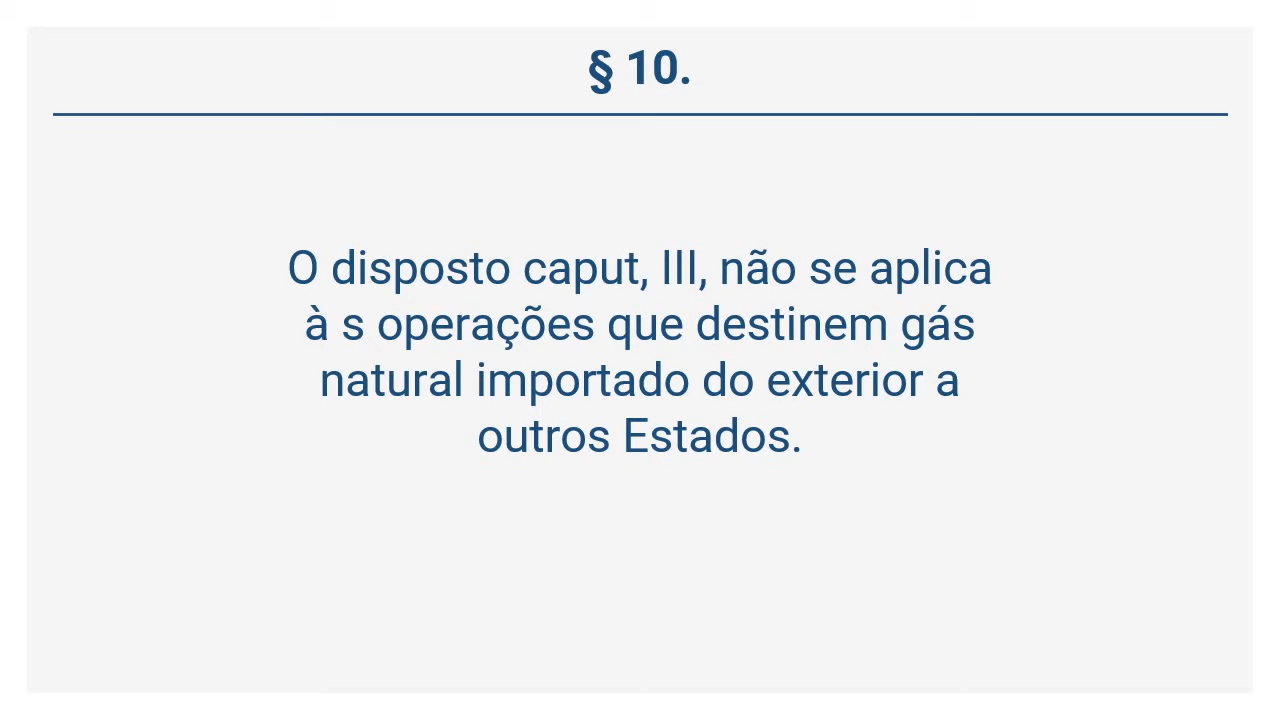 § 10.
O disposto caput, III, não se aplica
à s operações que destinem gás
natural importado do exterior a
outros Estados.